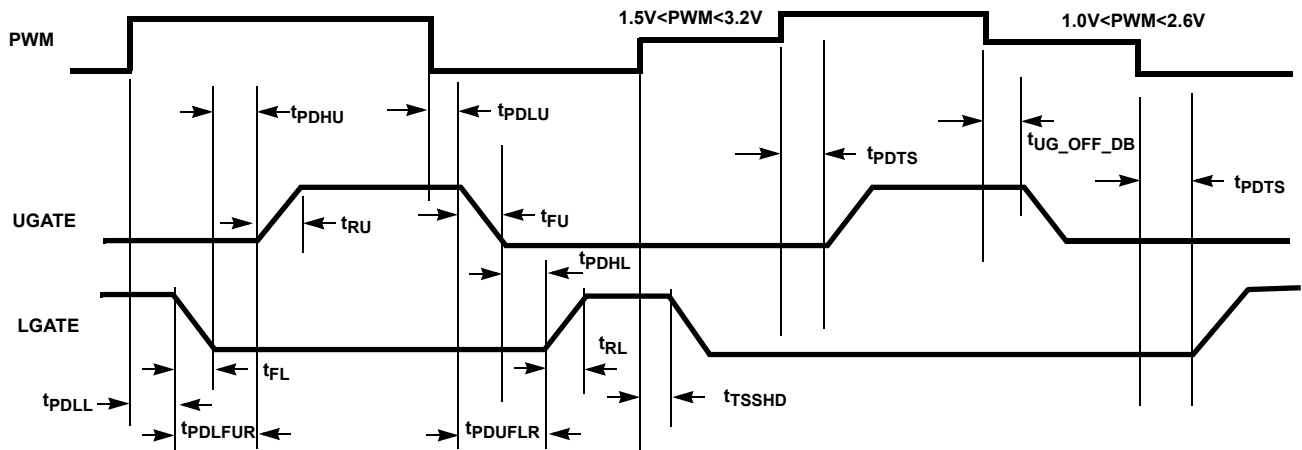 1.5V<PWM<3.2V
1.0V<PWM<2.6V
PWM
tPDHU
tPDLU
tUG_OFF_DB
tPDTS
tPDTS
UGATE
tRU
tFU
tPDHL
LGATE
tRL
tFL
tPDLL
tTSSHD
tPDLFUR
tPDUFLR